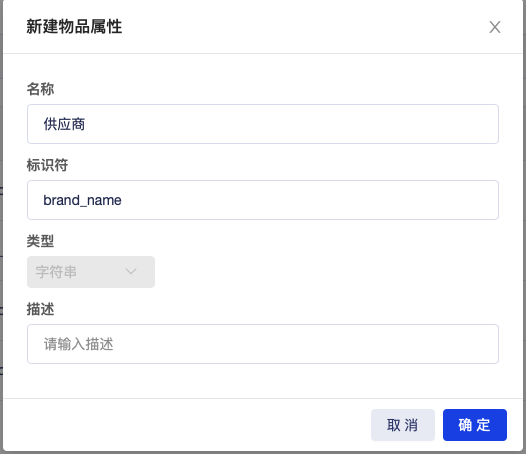 新建物品属性
名称
供应商
标识符
brand_name
类型
字符串
描述
请输入描述
取 消
确 定